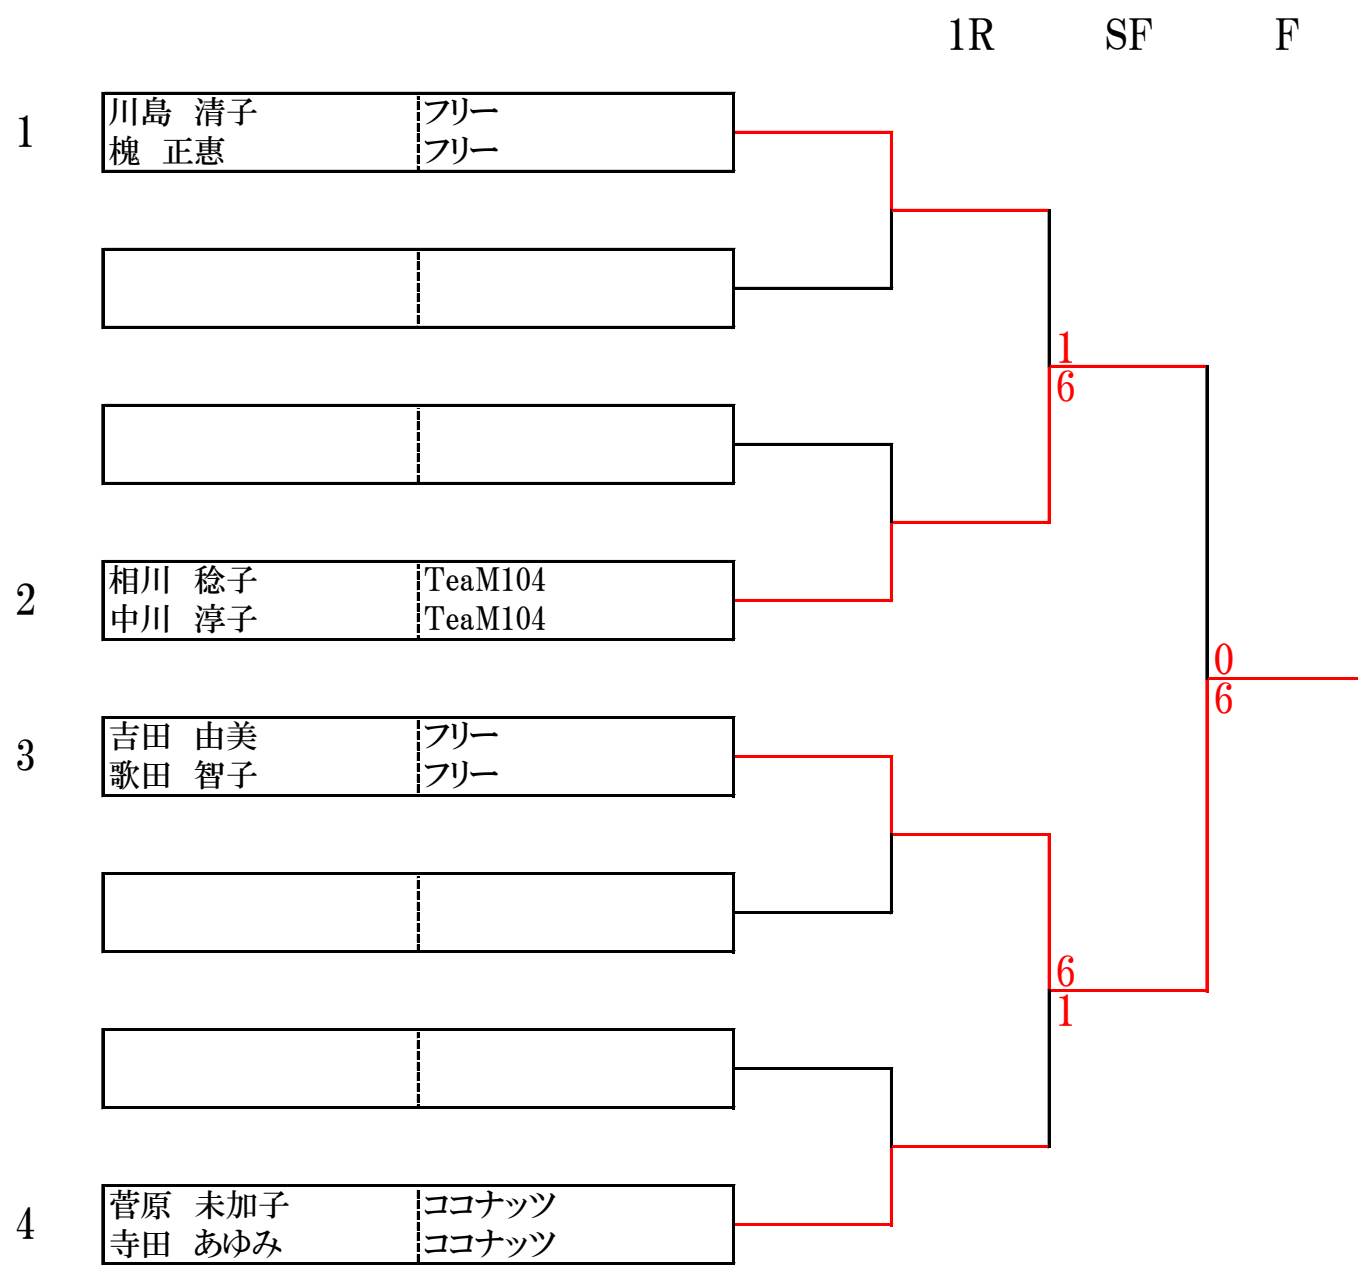 1R SF F
1 川島 清子 フリー
槐 正惠 フリー
1
6
2 相川 稔子 TeaM104
中川 淳子 TeaM104
0
6
3 吉田 由美 フリー
歌田 智子 フリー
6
1
4 菅原 未加子 ココナッツ
寺田 あゆみ ココナッツ